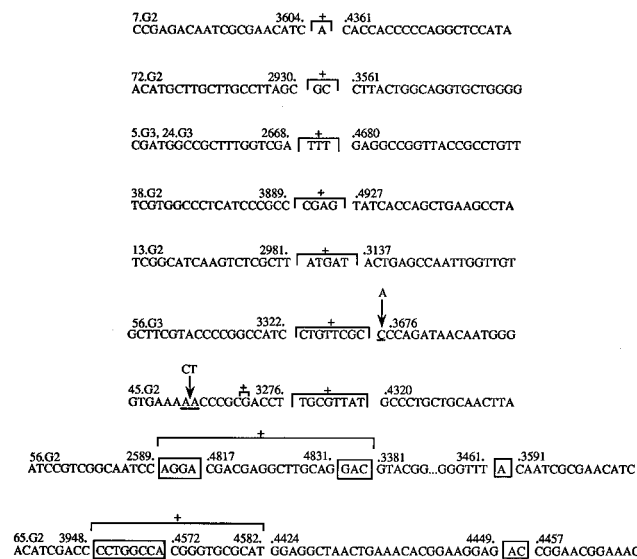 7.G2 3604. + .4361
CCGAGACAATCGCGAACATC A CACCACCCCCAGGCTCCATA
72.G2 2930. + .3561
ACATGCTTGCTTGCCTTAGC GC CTTACTGGCAGGTGCTGGGG
5.G3, 24.G3 2668. + .4680
CGATGGCCGCTTTGGTCGA TTT GAGGCCGGTTACCGCCTGTT
38.G2 3889. + .4927
TCGTGGCCCTCATCCCGCC CGAG TATCACCAGCTGAAGCCTA
13.G2 2981. + .3137
TCGGCATCAAGTCTCGCTT ATGAT ACTGAGCCAATTGGTTGT
A
56.G3 3322. + .3676
GCTTCGTACCCCGGCCATC CTGTTCGC CCCAGATAACAATGGG
CT
45.G2 + 3276. + .4320
GTGAAAAACCCGCGACCT TGCGTTAT GCCCTGCTGCAACTTA
+
56.G2 2589. .4817 4831. .3381 3461. .3591
ATCCGTCGGCAATCC AGGA CGACGAGGCTTGCAG GAC GTACGG...GGGTTT A CAATCGCGAACATC
+
65.G2 3948. .4572 4582. .4424 4449. .4457
ACATCGACC CCTGGCCA CGGGTGCGCAT GGAGGCTAACTGAAACACGGAAGGAG AC CGGAACGGAAAC